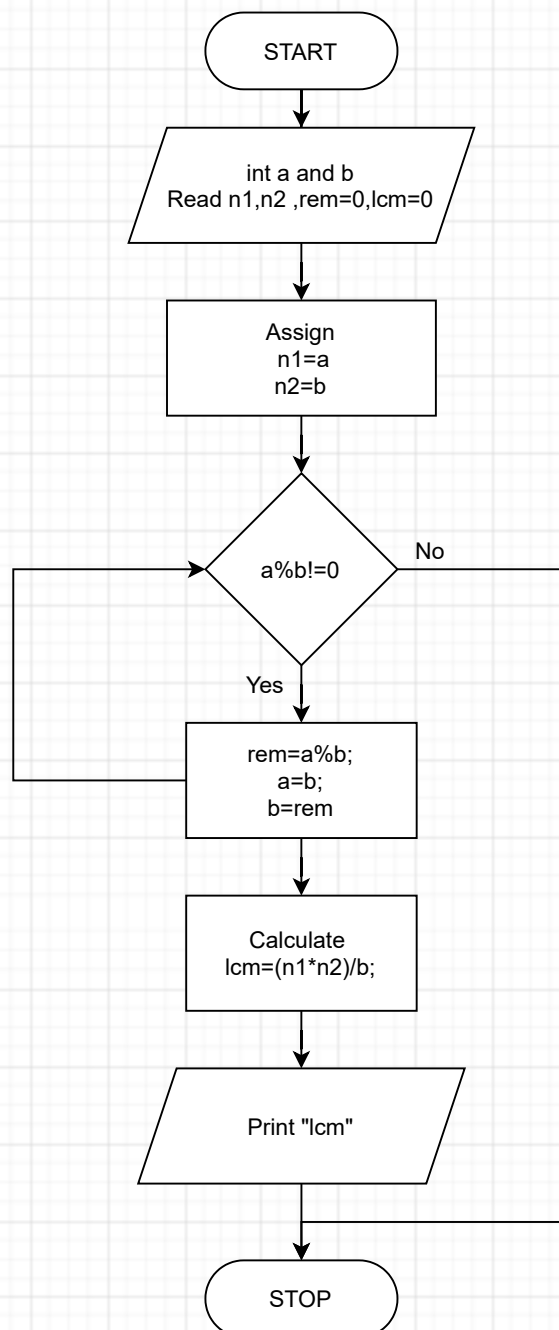 START
int a and b
Read n1,n2 ,rem=0,lcm=0
Assign
n1=a
n2=b
a%b!=0
No
Yes
rem=a%b;
a=b;
b=rem
Calculate
lcm=(n1*n2)/b;
Print "lcm"
STOP